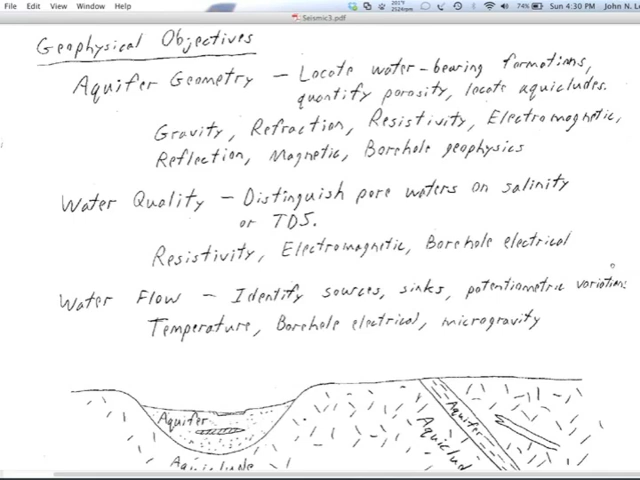 File Edit View Window Help
74% Sun 4:30 PM John N. Lo
Seismic3.pdf
Geophysical Objectives
Aquifer Geometry – Locate water-bearing formations,
quantify porosity, locate aquicludes.
Gravity, Refraction, Resistivity, Electromagnetic,
Reflection, Magnetic, Borehole geophysics
Water Quality – Distinguish pore waters on salinity
or TDS.
Resistivity, Electromagnetic, Borehole electrical
Water Flow – Identify sources, sinks, potentiometric variations
Temperature, Borehole electrical, microgravity
Aquifer
Aquiclude
Aquifer
Aquiclud